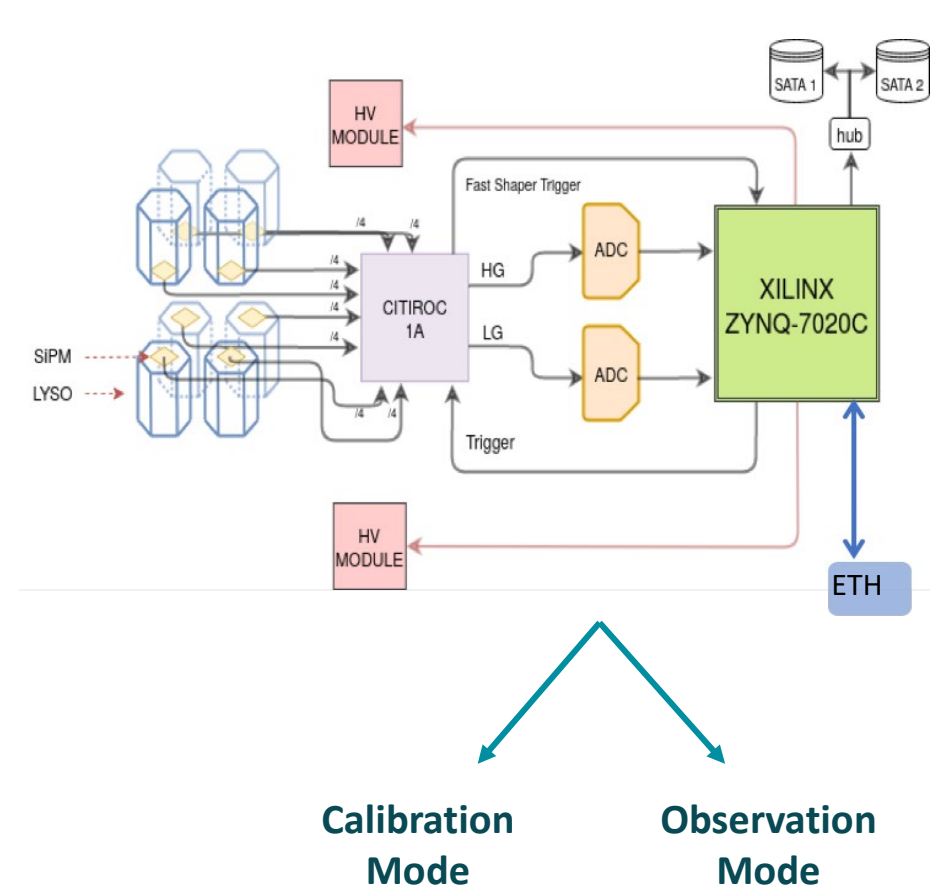 SATA 1
SATA 2
HV
MODULE
hub
Fast Shaper Trigger
/4
/4
ADC
HG
/4
/4
XILINX
ZYNQ-7020C
CITIROC
1A
/4
LG
/4
SiPM
ADC
LYSO
/4
/4
Trigger
HV
MODULE
ETH
Calibration
Mode
Observation
Mode